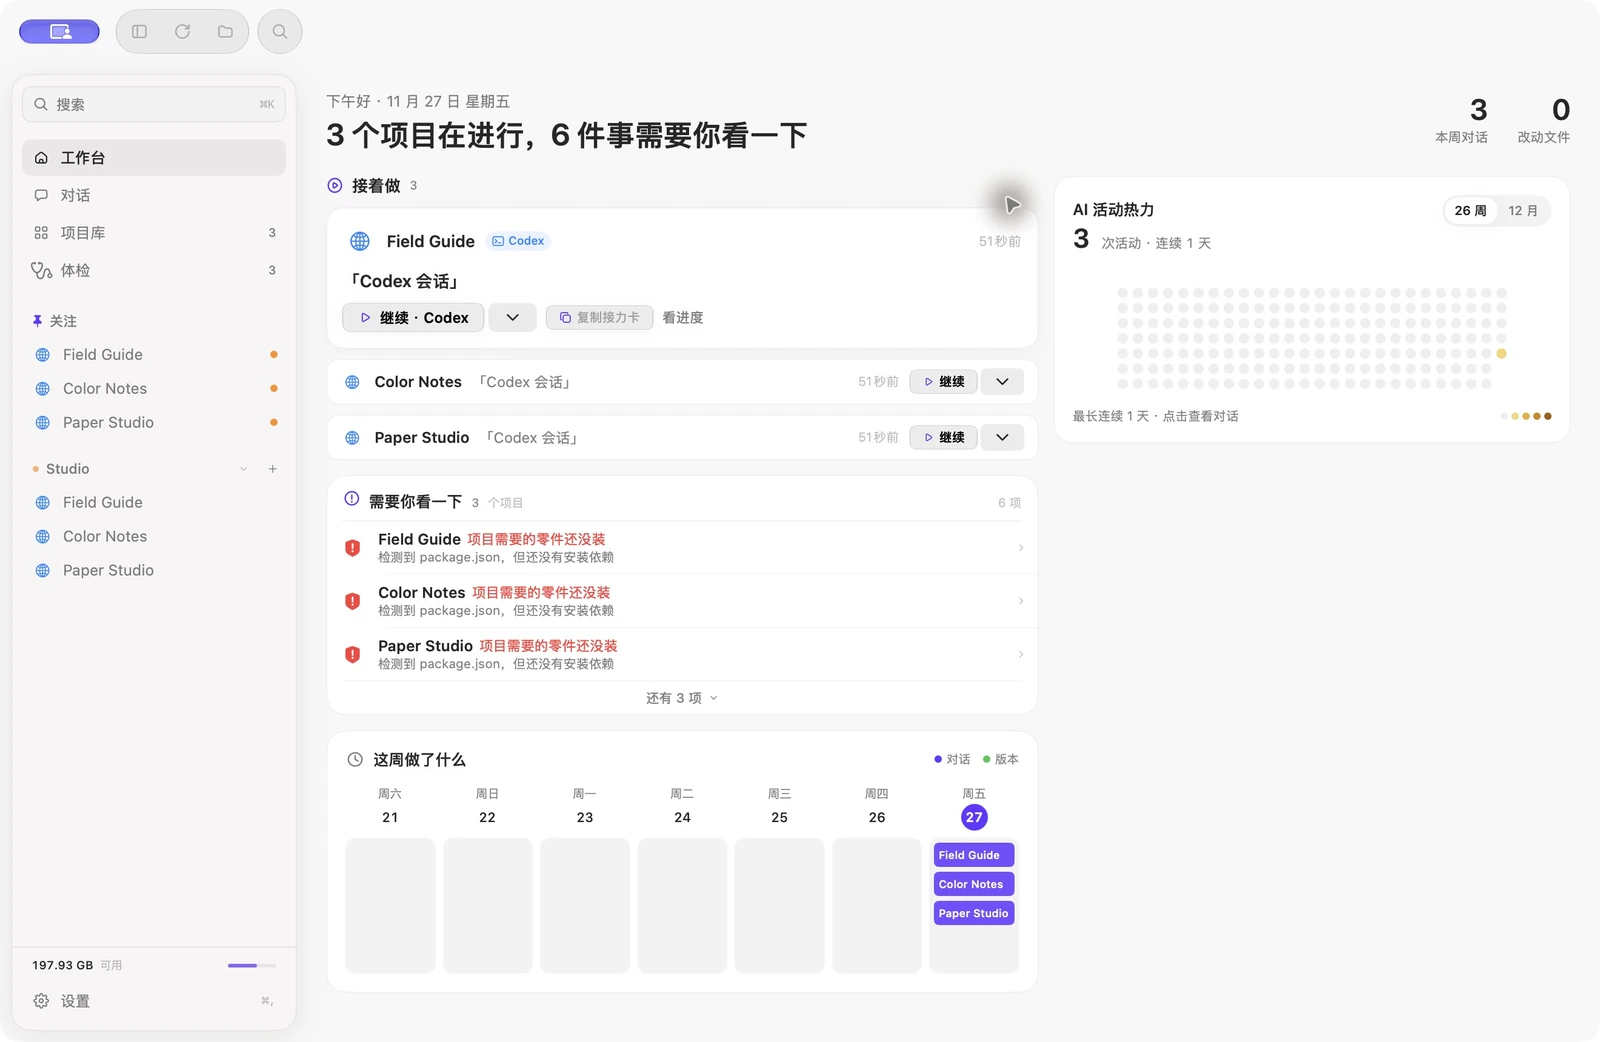 搜索 ⌘K
工作台
对话
项目库 3
体检 3
关注
Field Guide
Color Notes
Paper Studio
Studio
Field Guide
Color Notes
Paper Studio
197.93 GB 可用
设置 ⌘,
下午好 · 11 月 27 日 星期五
3 个项目在进行，6 件事需要你看一下
3 0
本周对话 改动文件
接着做 3
Field Guide Codex 51秒前
「Codex 会话」
继续 · Codex 复制接力卡 看进度
Color Notes 「Codex 会话」 51秒前 继续
Paper Studio 「Codex 会话」 51秒前 继续
需要你看一下 3 个项目 6 项
Field Guide 项目需要的零件还没装
检测到 package.json，但还没有安装依赖
Color Notes 项目需要的零件还没装
检测到 package.json，但还没有安装依赖
Paper Studio 项目需要的零件还没装
检测到 package.json，但还没有安装依赖
还有 3 项
这周做了什么 对话 版本
周六 周日 周一 周二 周三 周四 周五
21 22 23 24 25 26 27
Field Guide
Color Notes
Paper Studio
AI 活动热力 26 周 12 月
3 次活动 · 连续 1 天
最长连续 1 天 · 点击查看对话